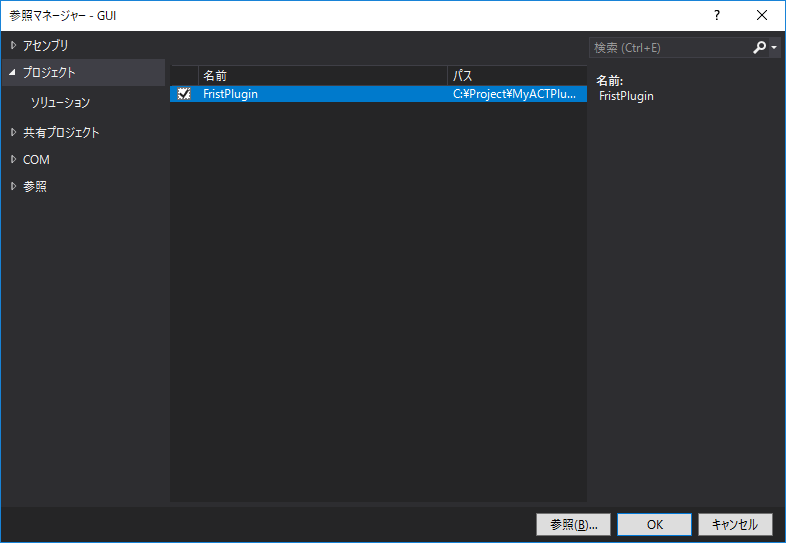 参照マネージャー - GUI
?
アセンブリ
検索 (Ctrl+E)
プロジェクト
名前
パス
名前:
FristPlugin
C:¥Project¥MyACTPlu...
FristPlugin
ソリューション
共有プロジェクト
COM
参照
参照(B)...
OK
キャンセル